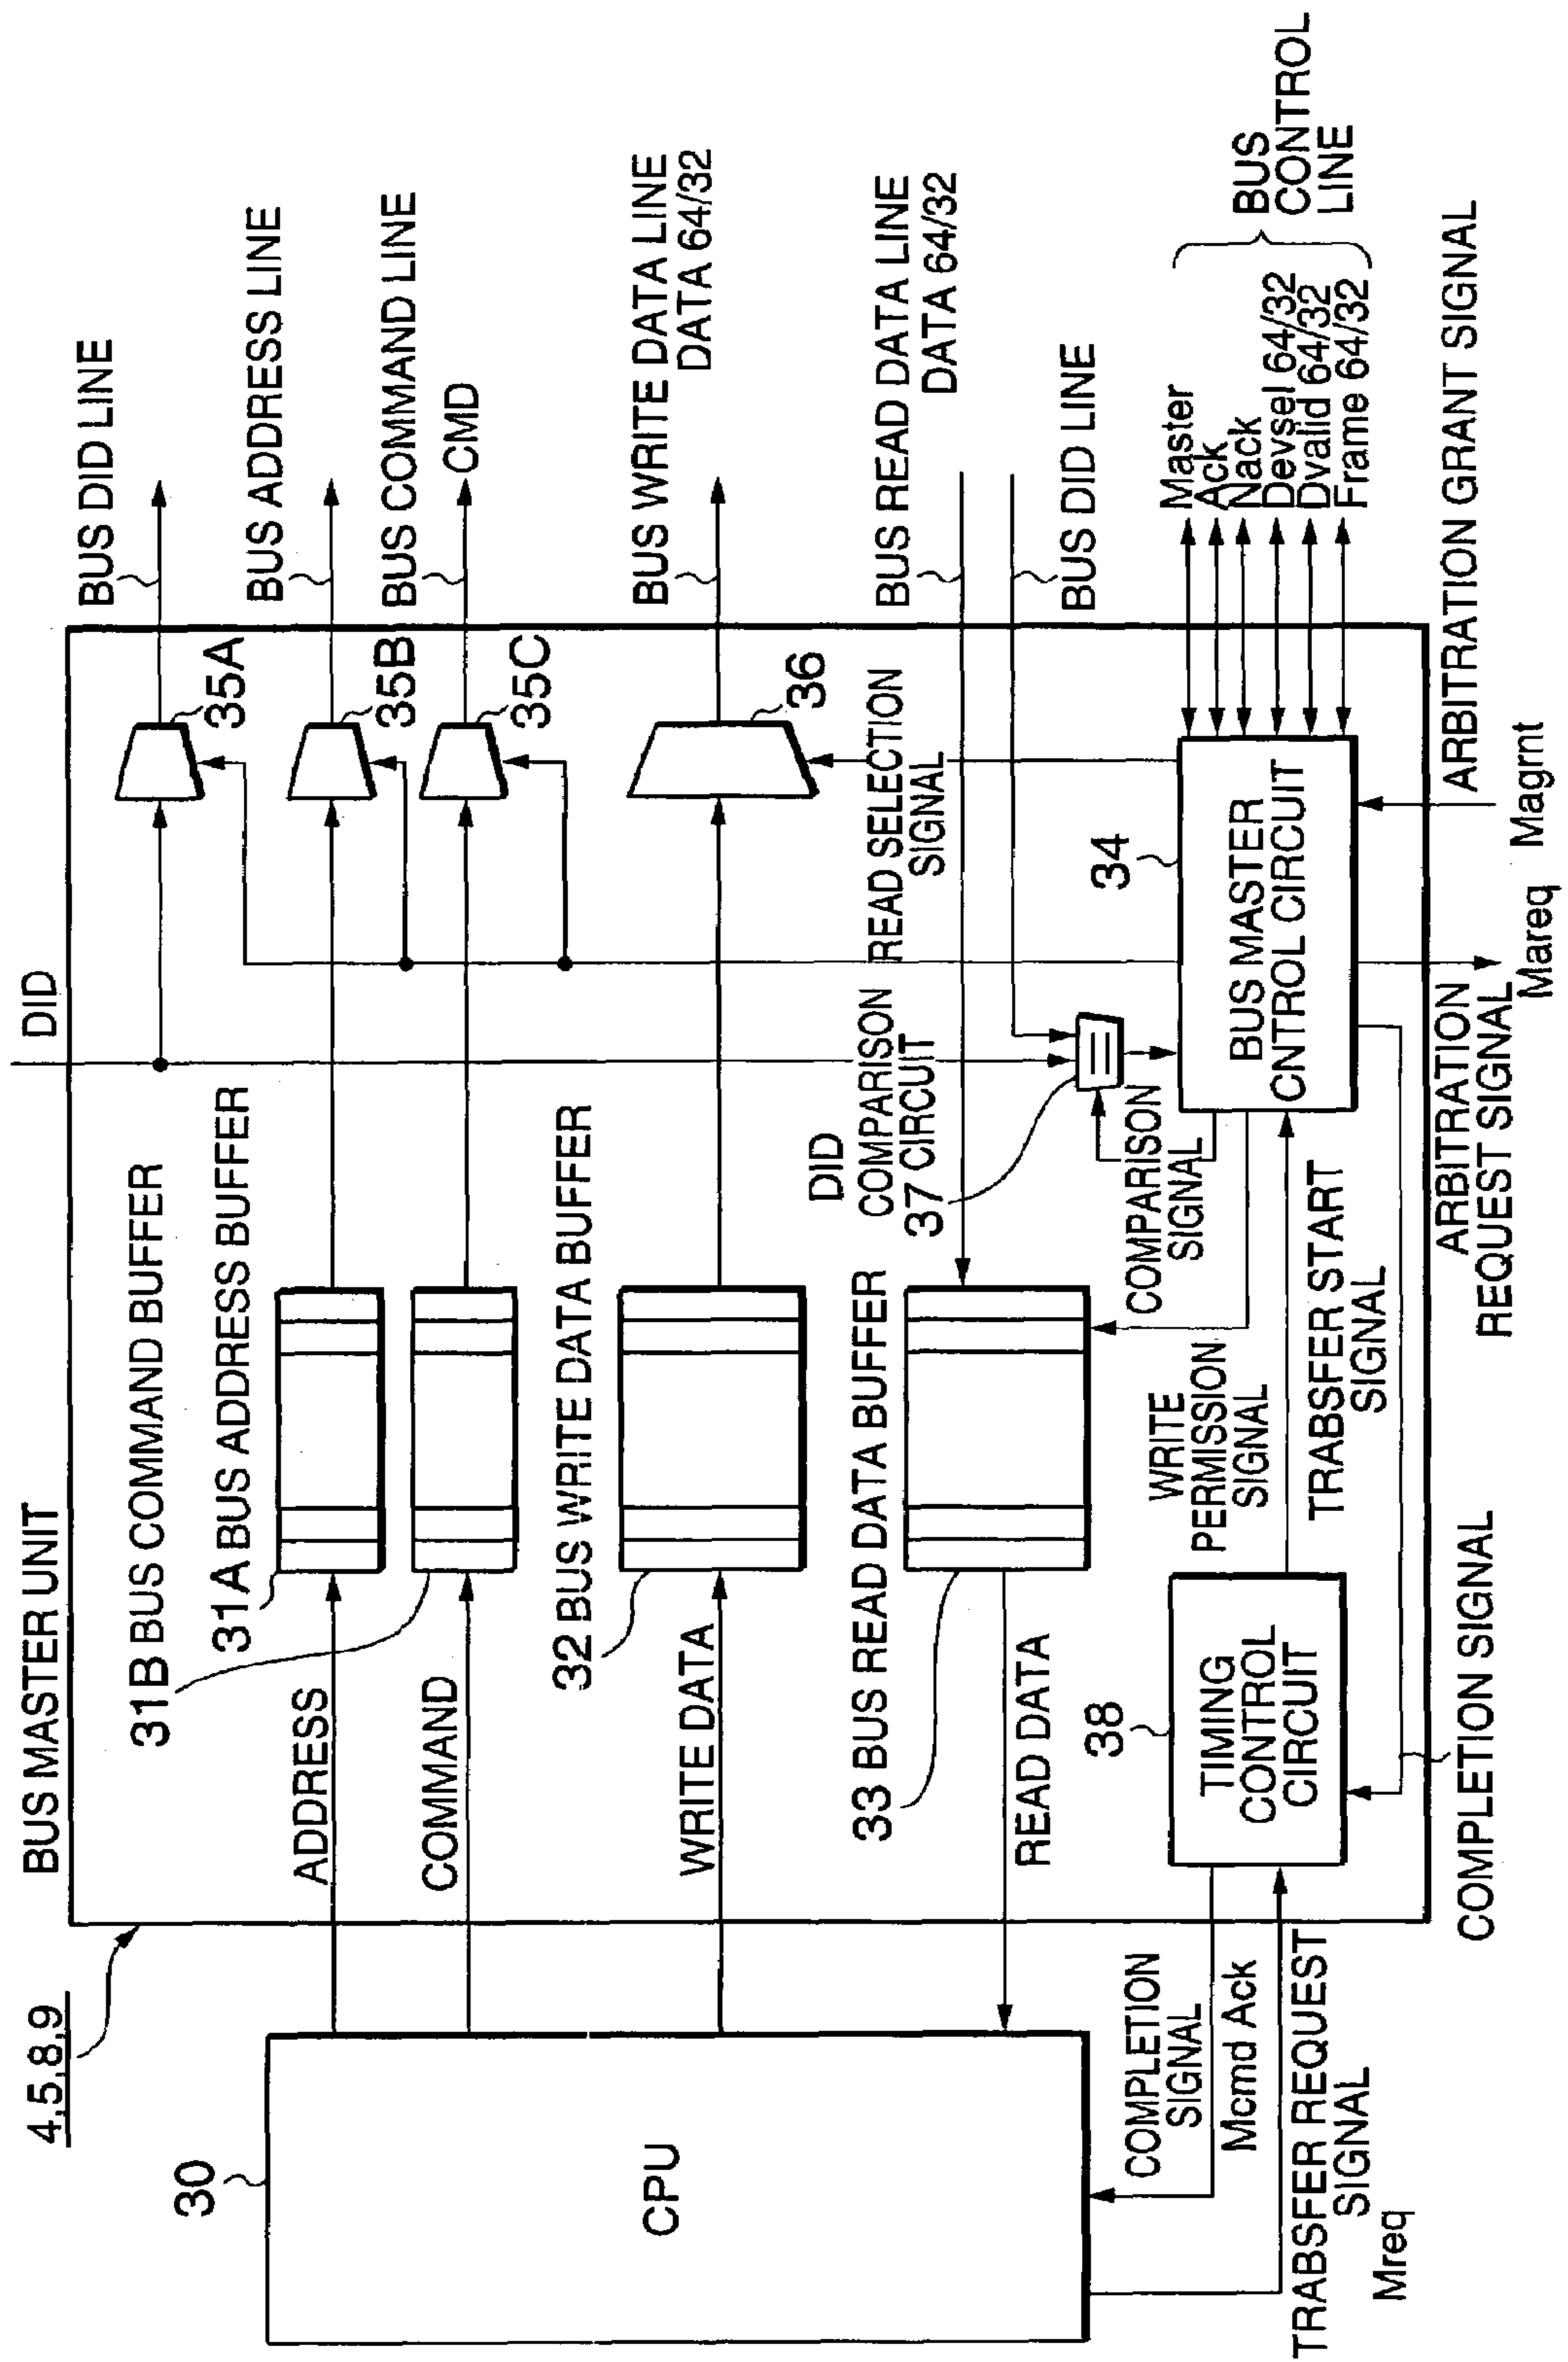 BUS MASTER UNIT
4,5,8,9
30
CPU
DID
ADDRESS
COMMAND
WRITE DATA
READ DATA
31B BUS COMMAND BUFFER
31A BUS ADDRESS BUFFER
32 BUS WRITE DATA BUFFER
33 BUS READ DATA BUFFER
35A
35B
35C
36
BUS DID LINE
BUS ADDRESS LINE
BUS COMMAND LINE
CMD
BUS WRITE DATA LINE
DATA 64/32
BUS READ DATA LINE
DATA 64/32
BUS DID LINE
READ SELECTION
SIGNAL
DID
COMPARISON
CIRCUIT
37
COMPARISON
SIGNAL
WRITE
PERMISSION
SIGNAL
34
BUS MASTER
CNTROL CIRCUIT
Master
Ack
Nack
Devsel 64/32
Dvalid 64/32
Frame 64/32
BUS
CONTROL
LINE
38
TIMING
CONTROL
CIRCUIT
TRABSFER START
SIGNAL
COMPLETION
SIGNAL
Mcmd Ack
TRABSFER REQUEST
SIGNAL
Mreq
COMPLETION SIGNAL
ARBITRATION
REQUEST SIGNAL
Mareq
ARBITRATION GRANT SIGNAL
Magrnt